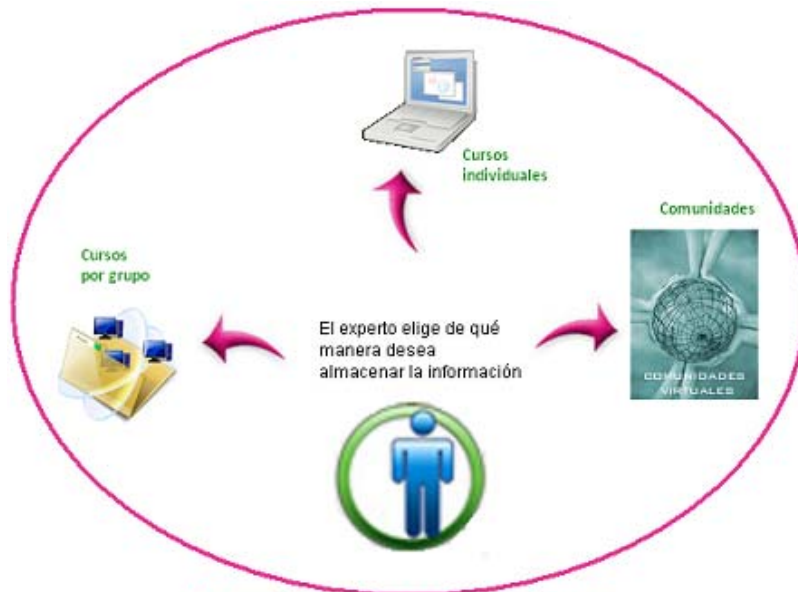 Cursos
individuales
Comunidades
Cursos
por grupo
El experto elige de qué
manera desea
almacenar la información
COMUNIDADES
VIRTUALES